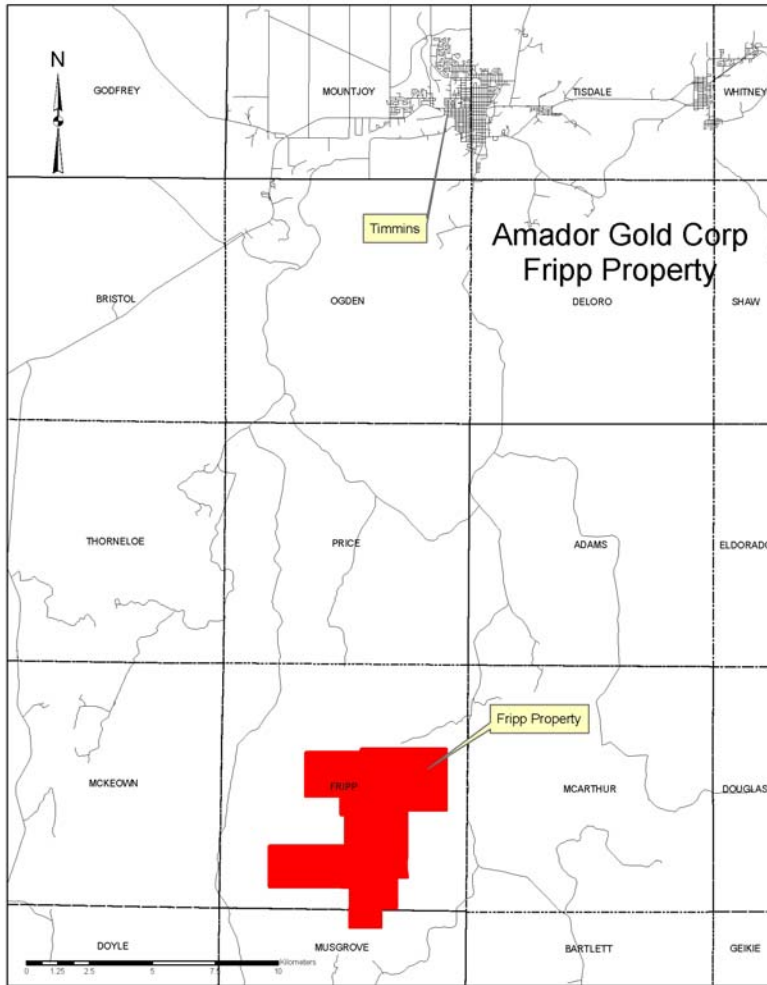 N
GODFREY
MOUNTJOY
TISDALE
WHITNEY
Timmins
Amador Gold Corp
Fripp Property
BRISTOL
OGDEN
DELORO
SHAW
THORNELOE
PRICE
ADAMS
ELDORADO
Fripp Property
MCKEOWN
FRIPP
MCARTHUR
DOUGLAS
DOYLE
MUSGROVE
BARTLETT
GEIKIE
Kilometers
0 1.25 2.5 5 7.5 10